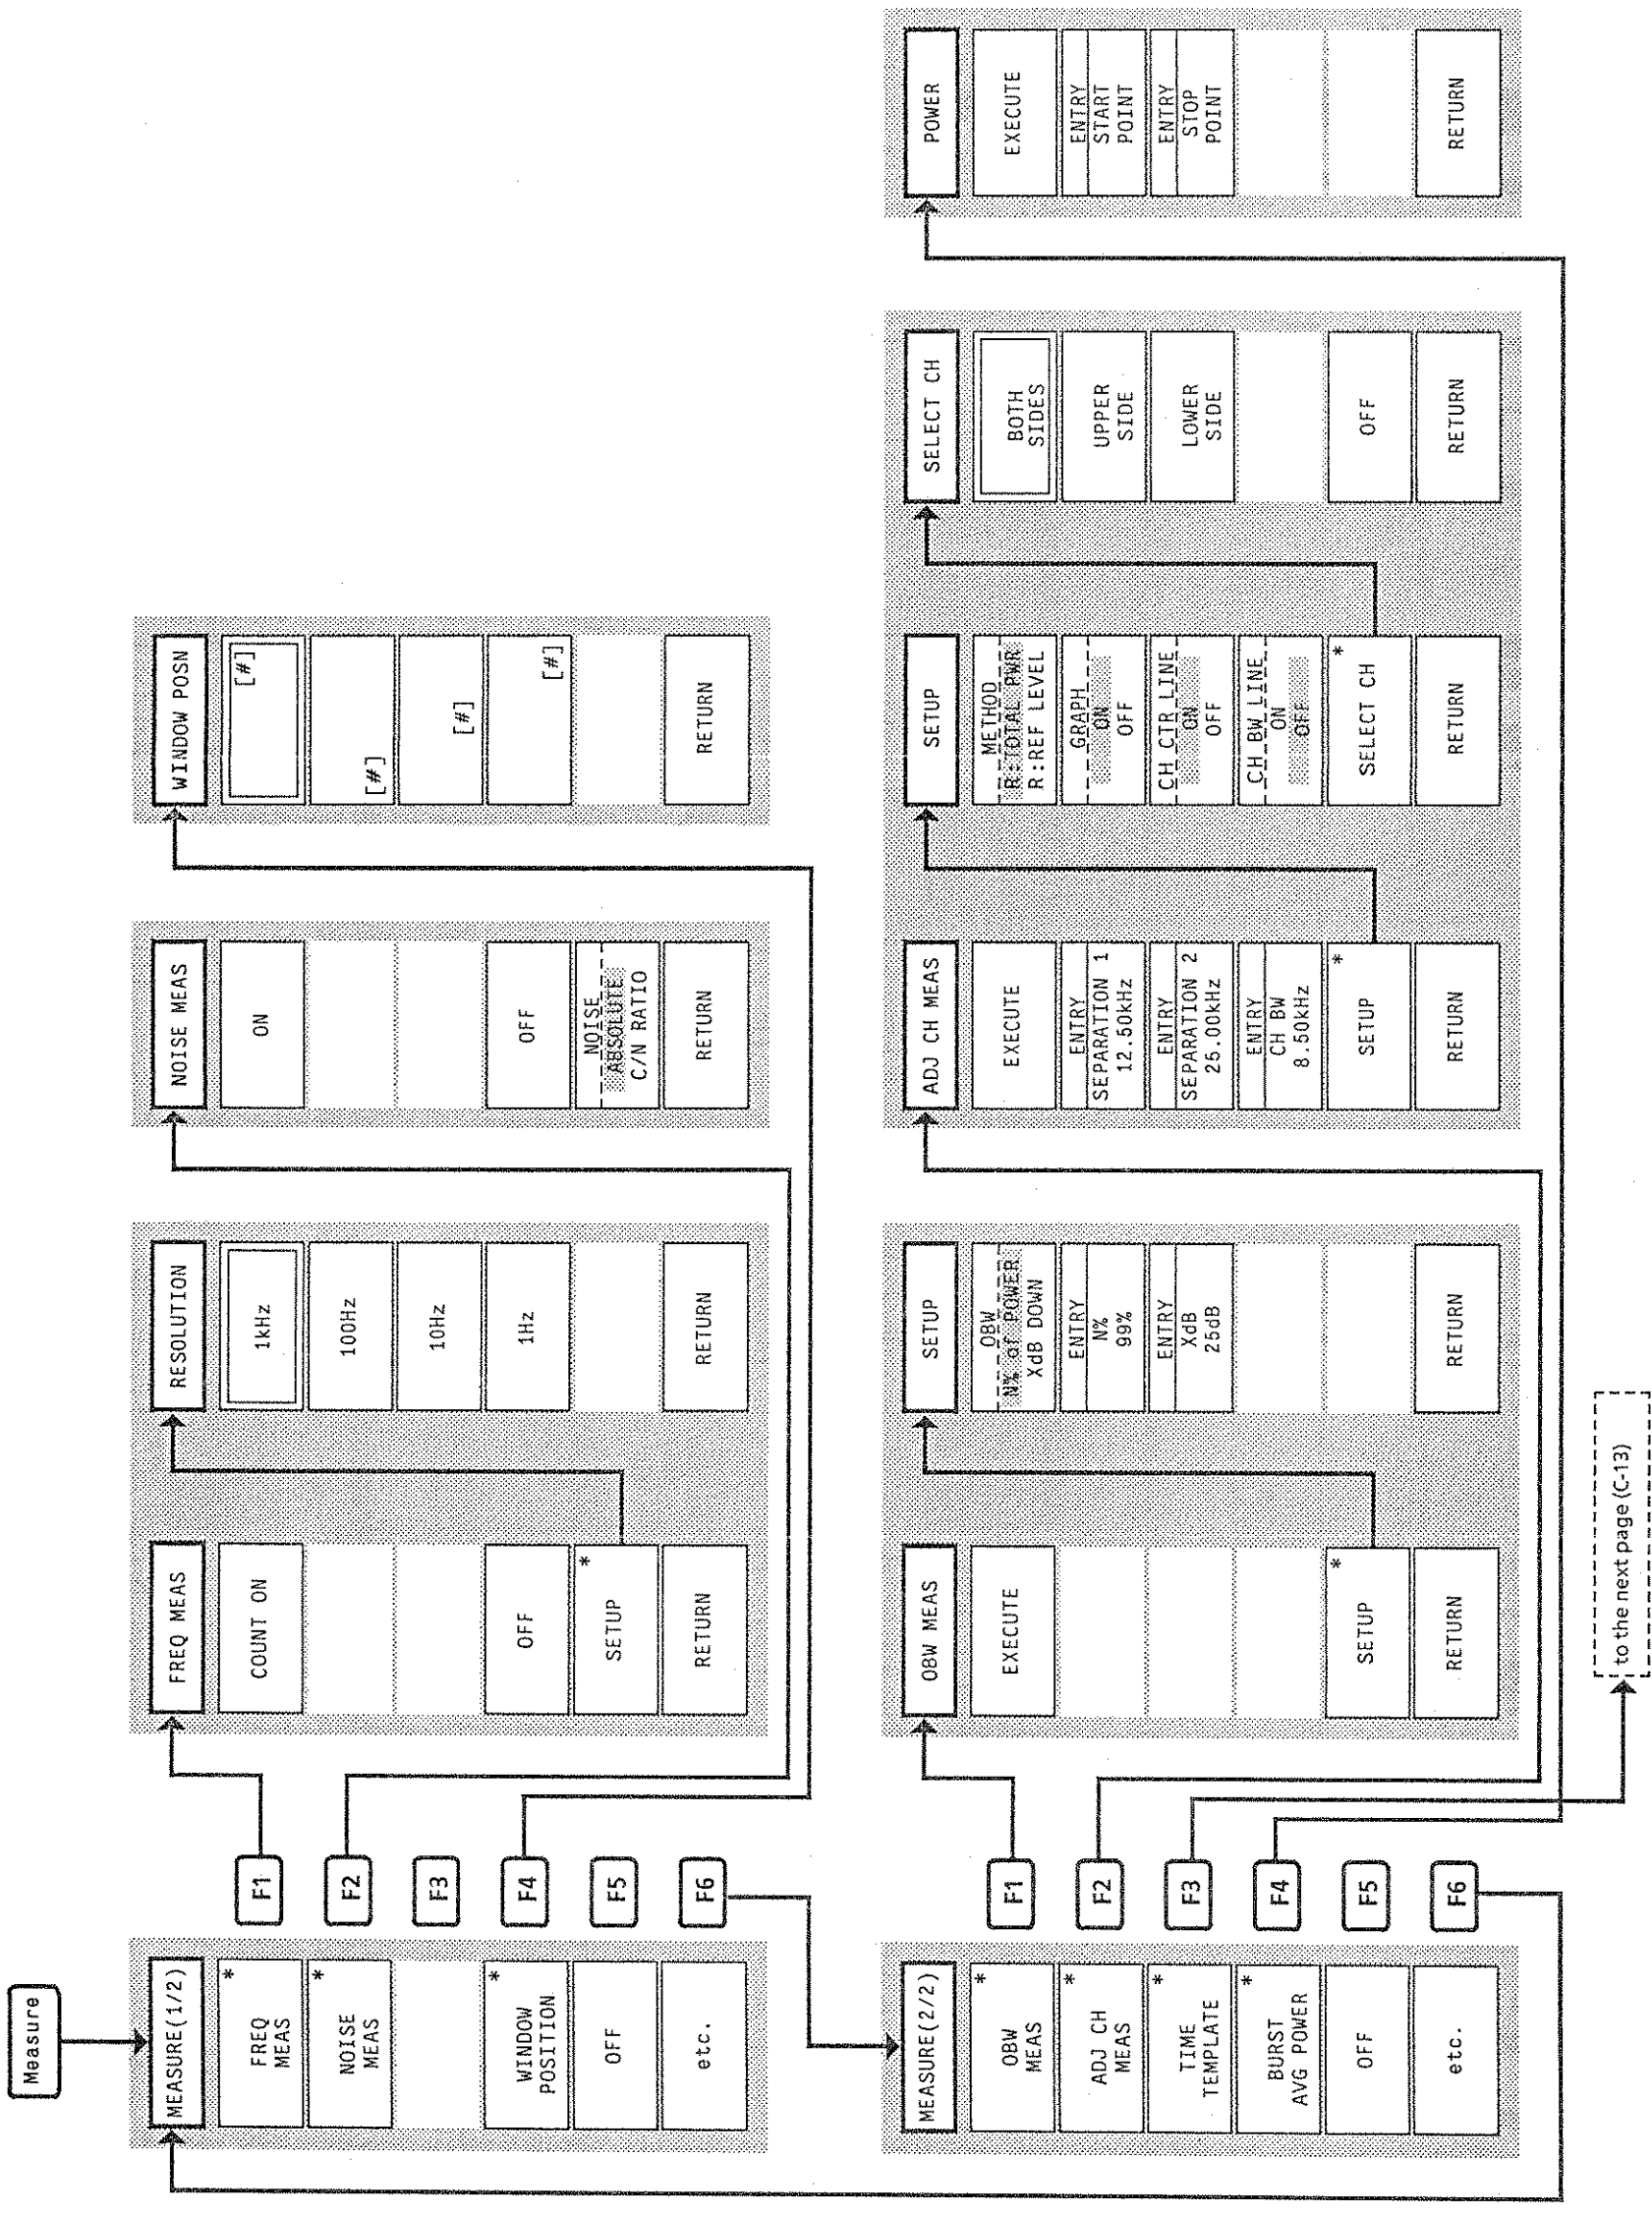 Measure
MEASURE(1/2)
*
FREQ
MEAS
*
NOISE
MEAS
*
WINDOW
POSITION
OFF
etc.
F1
F2
F3
F4
F5
F6
FREQ MEAS
COUNT ON
OFF
*
SETUP
RETURN
RESOLUTION
1kHz
100Hz
10Hz
1Hz
RETURN
NOISE MEAS
ON
OFF
NOISE
ABSOLUTE
C/N RATIO
RETURN
WINDOW POSN
[#]
[#]
[#]
[#]
RETURN
MEASURE(2/2)
*
OBW
MEAS
*
ADJ CH
MEAS
*
TIME
TEMPLATE
*
BURST
AVG POWER
OFF
etc.
F1
F2
F3
F4
F5
F6
OBW MEAS
EXECUTE
*
SETUP
RETURN
SETUP
OBW
N% of POWER
XdB DOWN
ENTRY
N%
99%
ENTRY
XdB
25dB
RETURN
ADJ CH MEAS
EXECUTE
ENTRY
SEPARATION 1
12.50kHz
ENTRY
SEPARATION 2
25.00kHz
ENTRY
CH BW
8.50kHz
*
SETUP
RETURN
SETUP
METHOD
R:TOTAL PWR
R:REF LEVEL
GRAPH
ON
OFF
CH CTR LINE
ON
OFF
CH BW LINE
ON
OFF
*
SELECT CH
RETURN
SELECT CH
BOTH
SIDES
UPPER
SIDE
LOWER
SIDE
OFF
RETURN
POWER
EXECUTE
ENTRY
START
POINT
ENTRY
STOP
POINT
RETURN
to the next page (C-13)